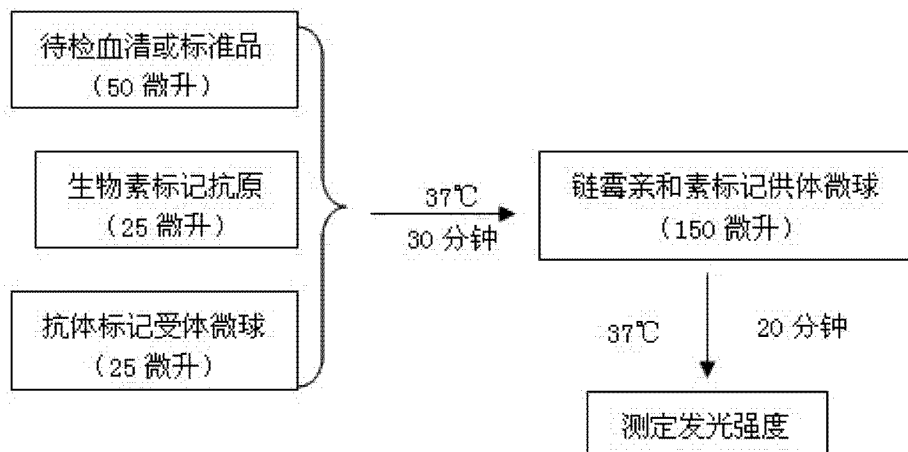 待检血清或标准品
（50 微升）
生物素标记抗原
（25 微升）
抗体标记受体微球
（25 微升）
37℃
30 分钟
链霉亲和素标记供体微球
（150 微升）
37℃
20 分钟
测定发光强度